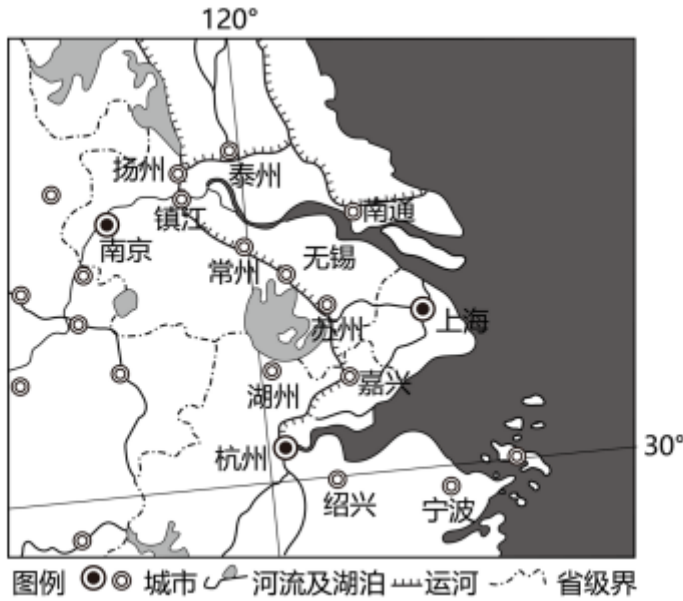 120°
扬州
泰州
镇江
南通
南京
常州
无锡
苏州
上海
湖州
嘉兴
杭州
30°
绍兴
宁波
图例 城市 河流及湖泊 运河 省级界